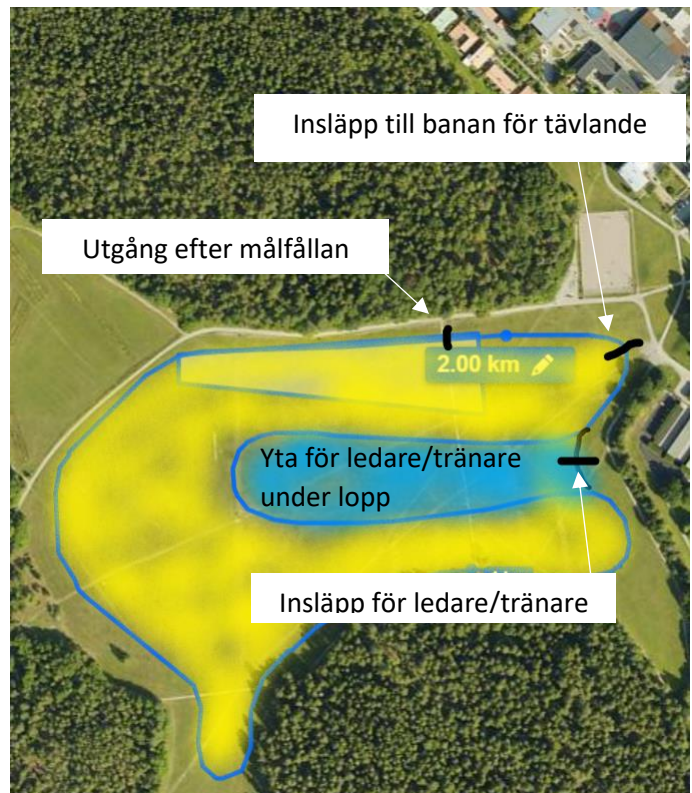 Insläpp till banan för tävlande
Utgång efter målfållan
2.00 km
Yta för ledare/tränare
under lopp
Insläpp för ledare/tränare